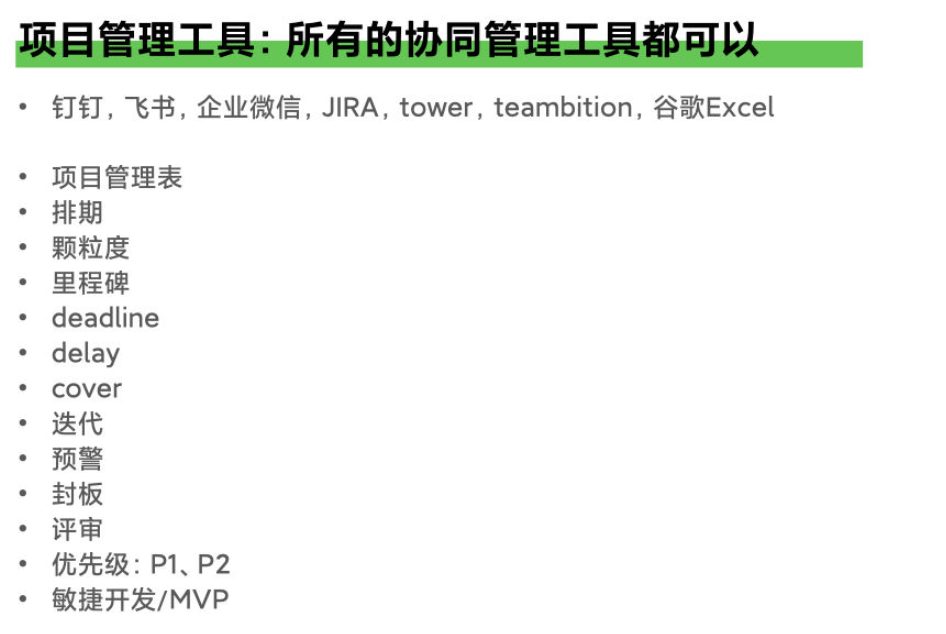 项目管理工具：所有的协同管理工具都可以
• 钉钉，飞书，企业微信，JIRA，tower，teambition，谷歌Excel
• 项目管理表
• 排期
• 颗粒度
• 里程碑
• deadline
• delay
• cover
• 迭代
• 预警
• 封板
• 评审
• 优先级：P1、P2
• 敏捷开发/MVP